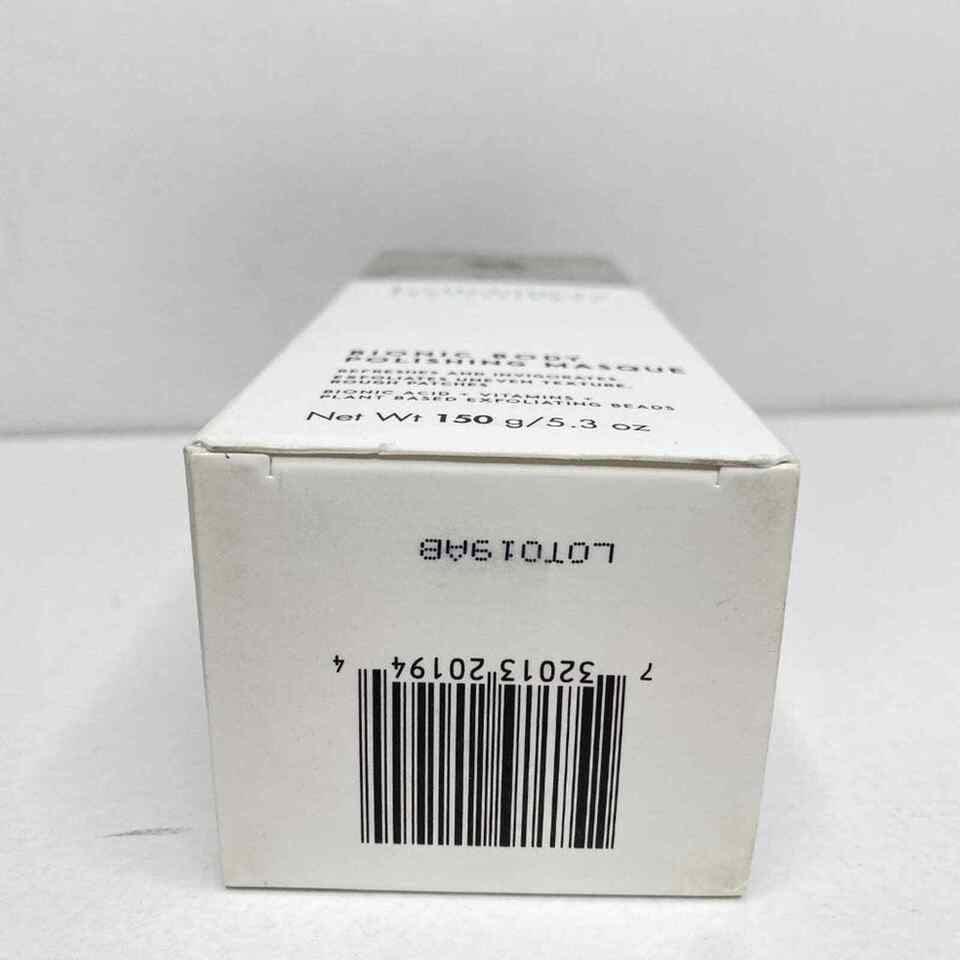 BIONIC BODY
POLISHING MASQUE
REFRESHES AND INVIGORATES.
EXFOLIATES UNEVEN TEXTURE,
ROUGH PATCHES
BIONIC ACID + VITAMINS +
PLANT BASED EXFOLIATING BEADS
Net Wt 150 g/5.3 oz
LOT019AB
7 32013 20194 4